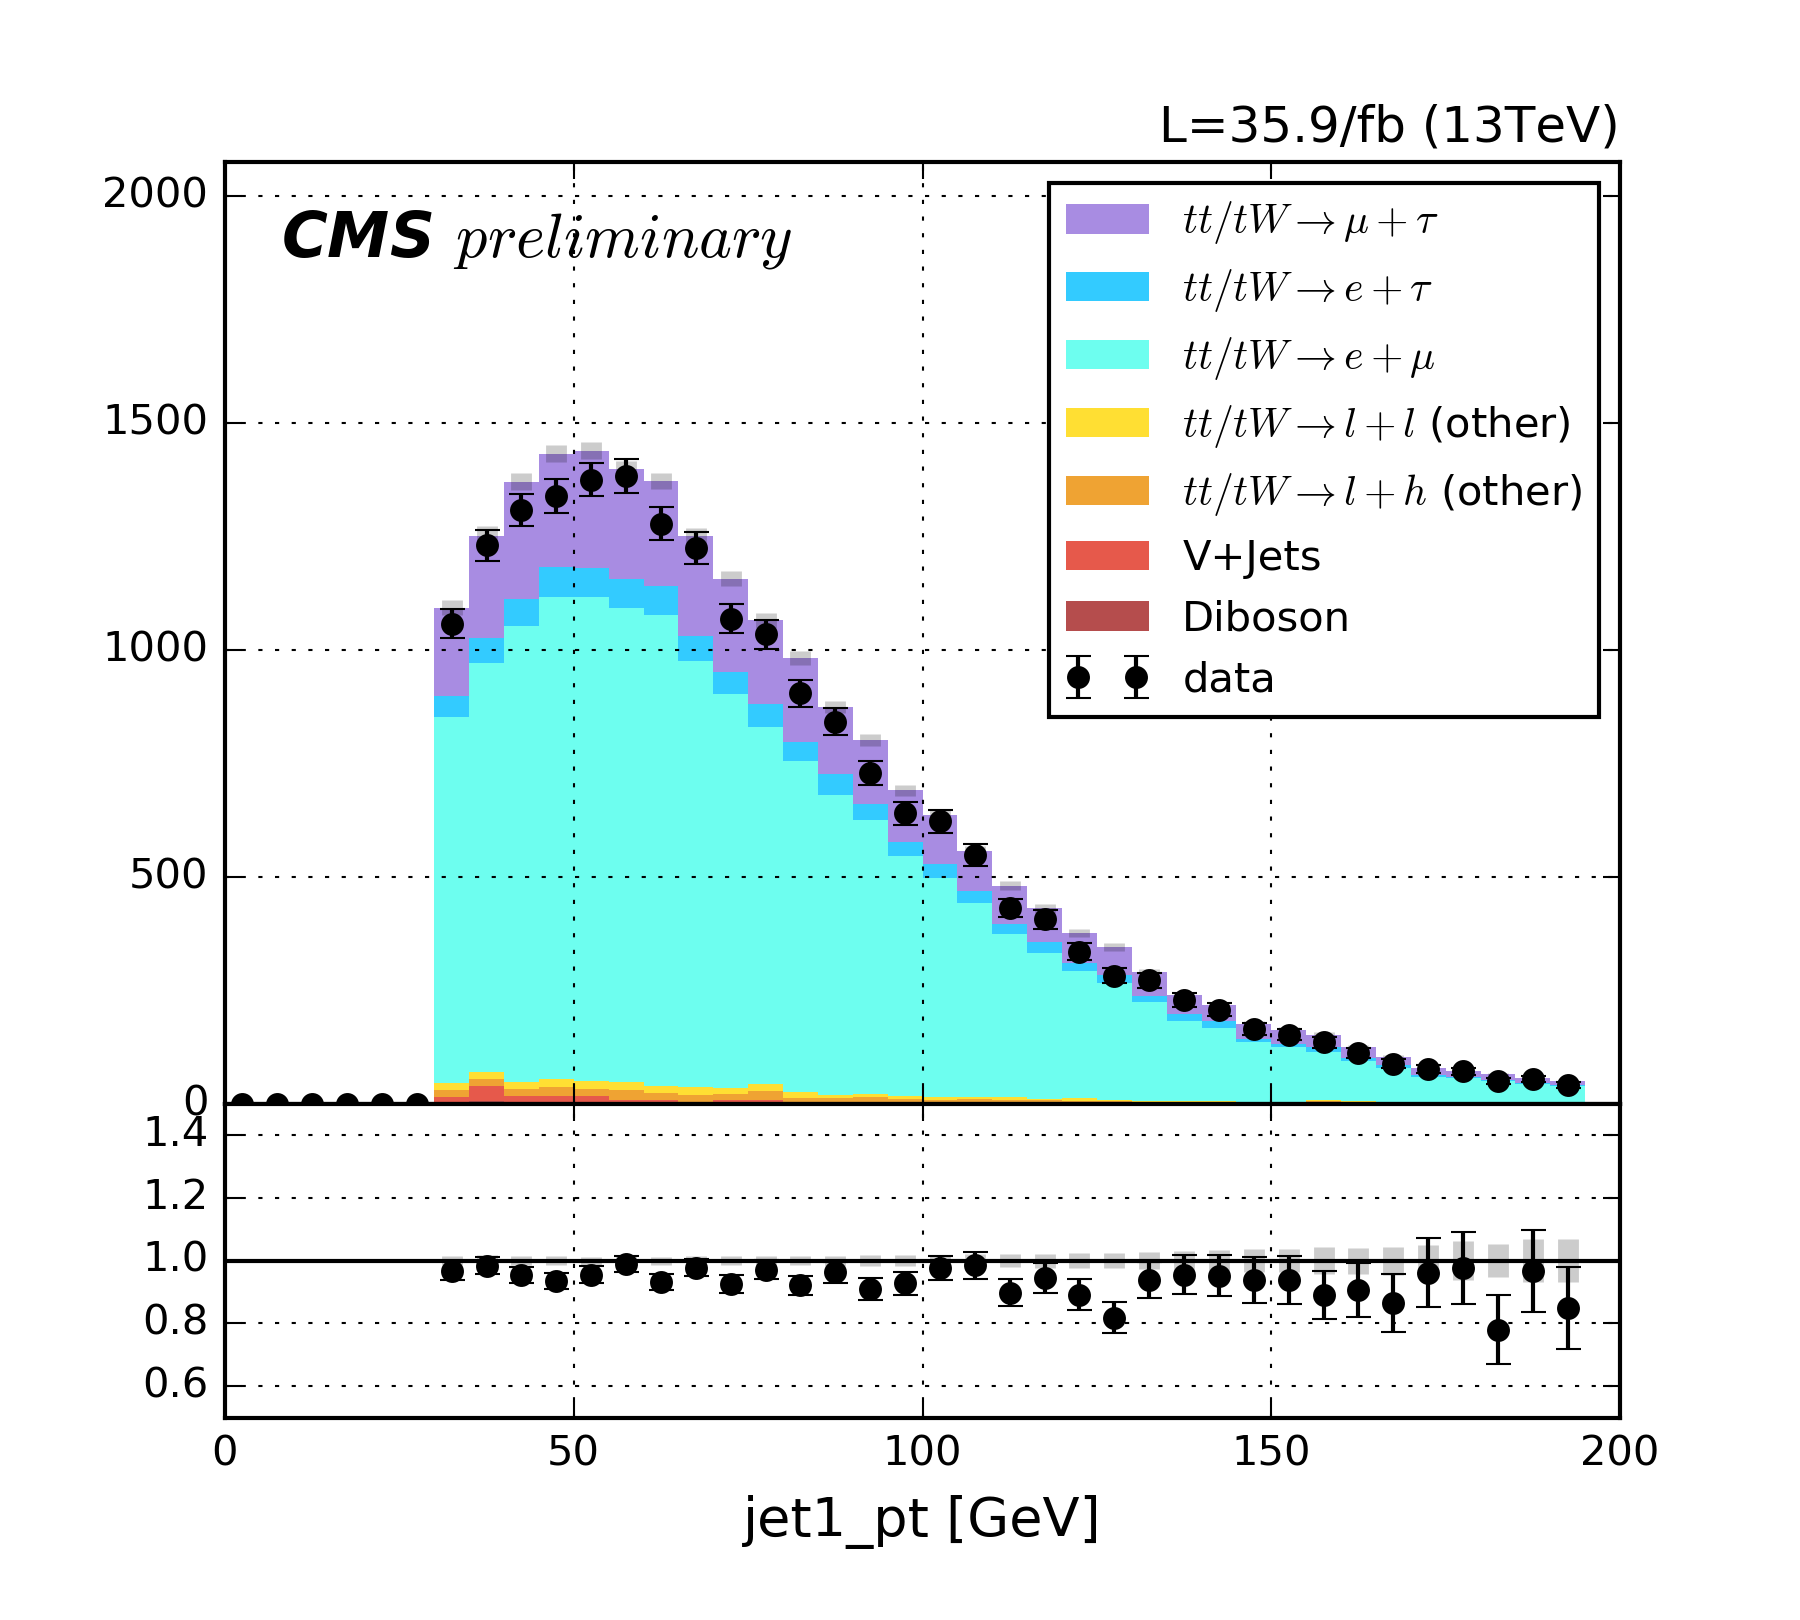 L=35.9/fb (13TeV)
CMS preliminary
2000
1500
1000
500
0
tt/tW → μ + τ
tt/tW → e + τ
tt/tW → e + μ
tt/tW → l + l (other)
tt/tW → l + h (other)
V+Jets
Diboson
data
1.4
1.2
1.0
0.8
0.6
0 50 100 150 200
jet1_pt [GeV]